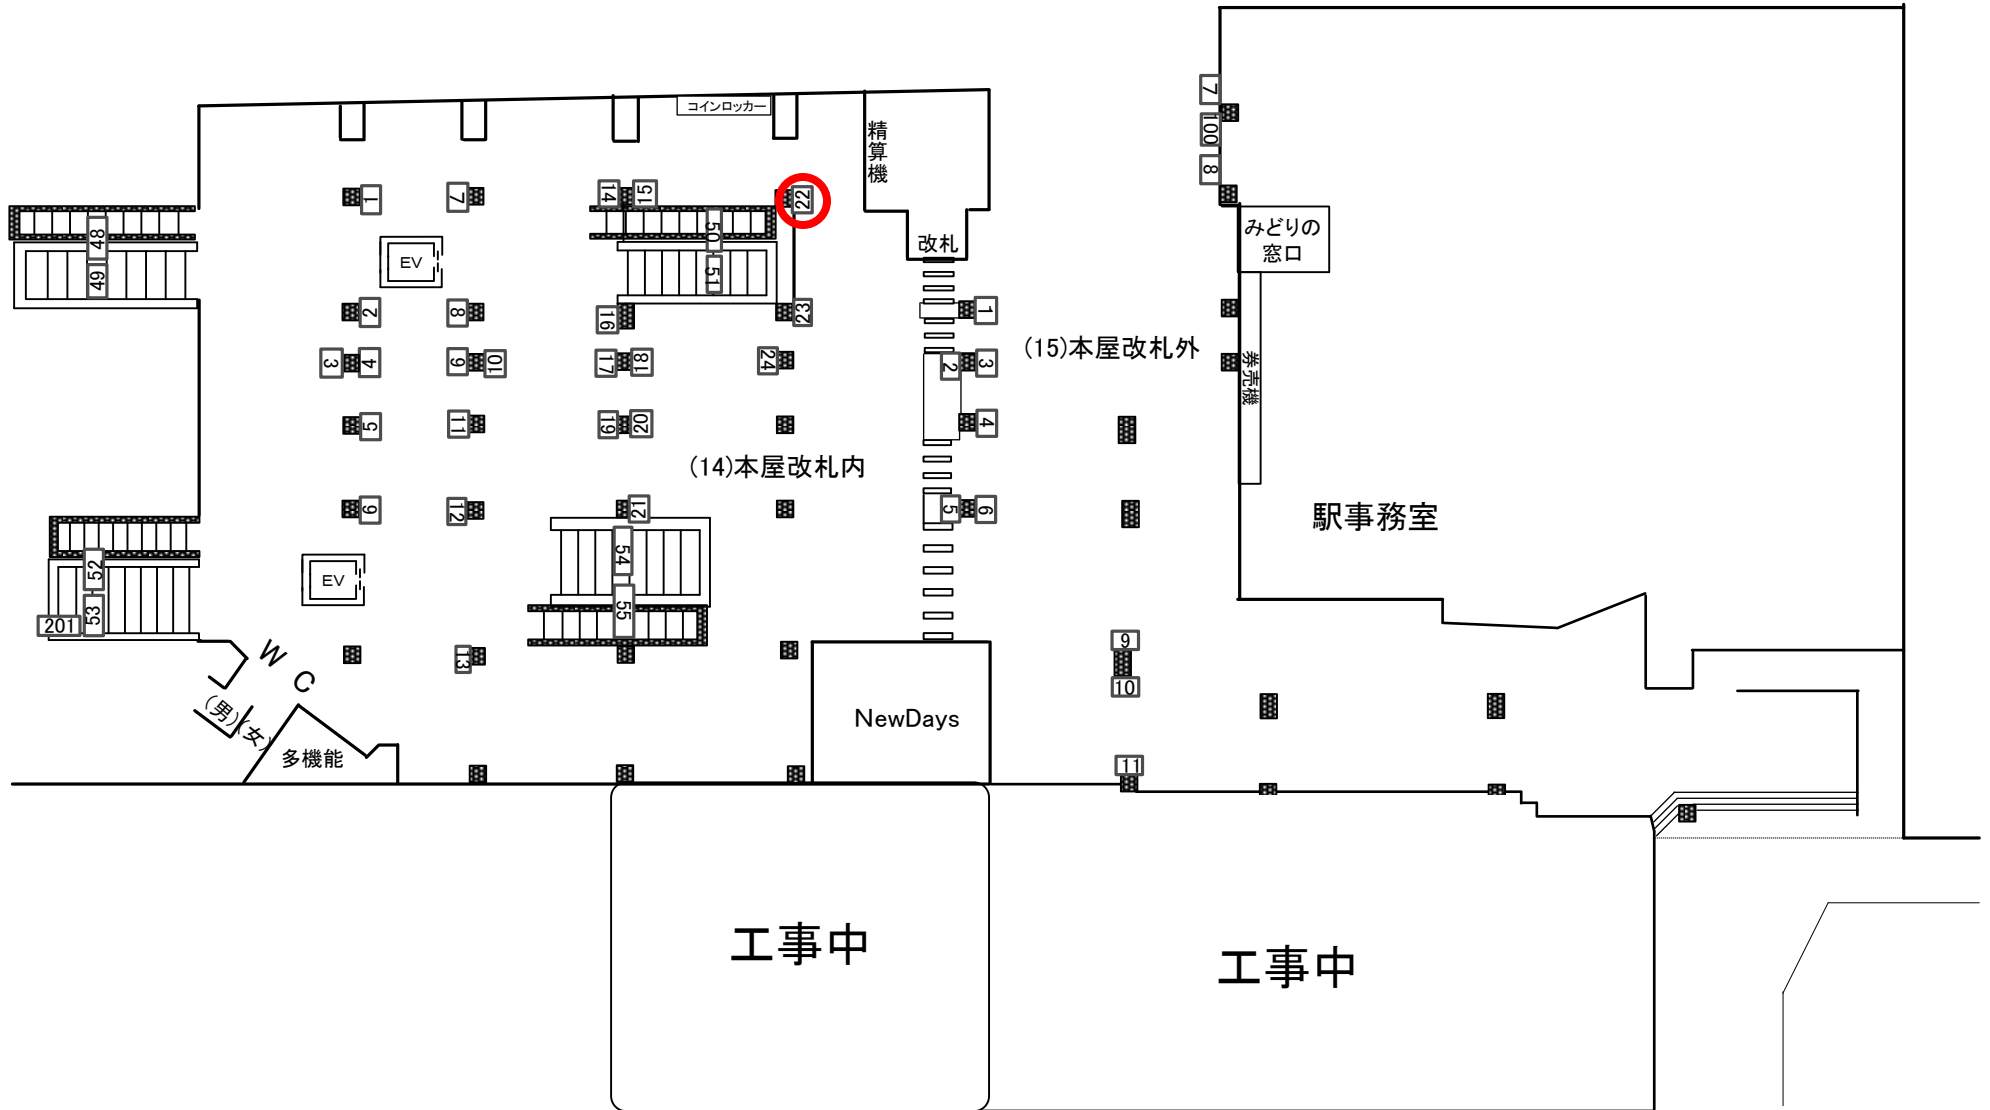 7
100
8
コインロッカー
精算機
1
7
14
15
22
48
49
50
51
EV
改札
みどりの
窓口
2
8
16
23
1
(15)本屋改札外
3
4
9
10
17
18
24
2
3
券売機
5
11
19
20
4
(14)本屋改札内
6
12
21
5
6
駅事務室
54
55
52
53
201
EV
13
W C
(男)(女)
多機能
NewDays
9
10
11
工事中
工事中